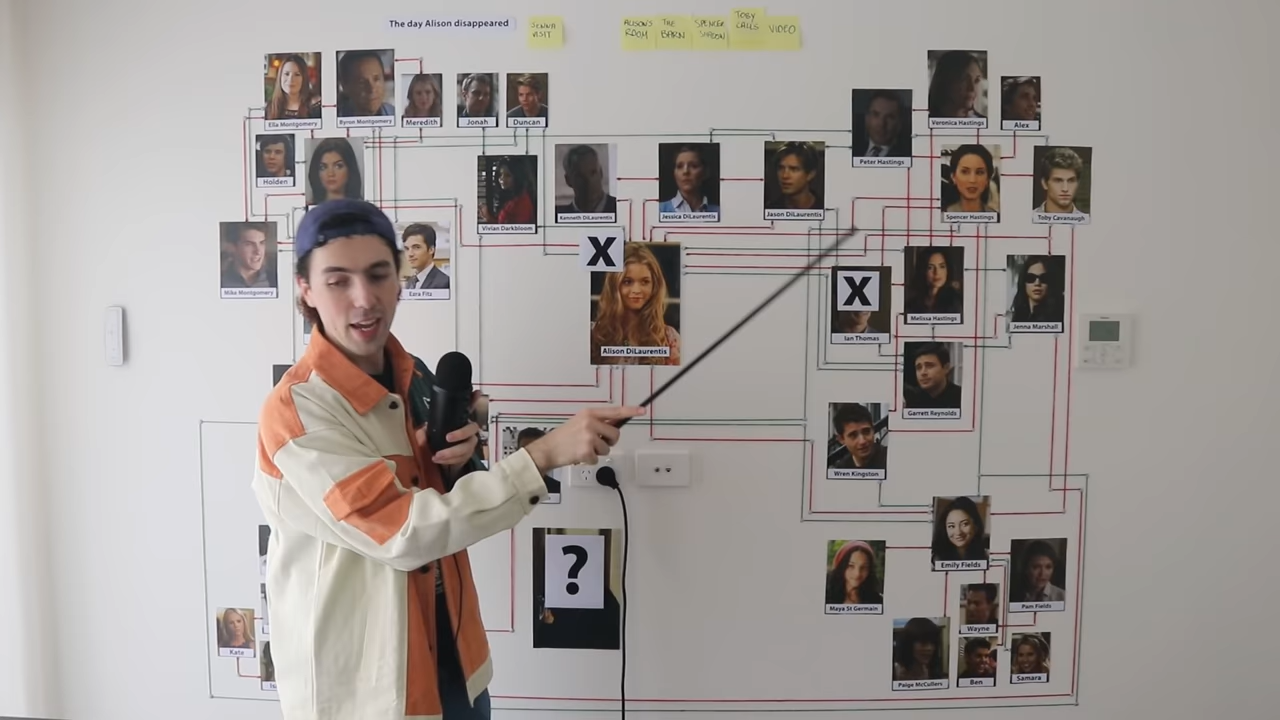 The day Alison disappeared
JENNA
VISIT
ALISON'S
ROOM
THE
BARN
SPENCER
TOBY
CALLS
VIDEO
Ella Montgomery
Byron Montgomery
Meredith
Jonah
Duncan
Veronica Hastings
Alex
Peter Hastings
Holden
Vivian Darkbloom
Kenneth DiLaurentis
Jessica DiLaurentis
Jason DiLaurentis
Spencer Hastings
Toby Cavanaugh
Mike Montgomery
Ezra Fitz
X
Alison DiLaurentis
X
Ian Thomas
Melissa Hastings
Jenna Marshall
Garrett Reynolds
Wren Kingston
Emily Fields
?
Maya St Germain
Pam Fields
Wayne
Kate
Paige McCullers
Ben
Samara